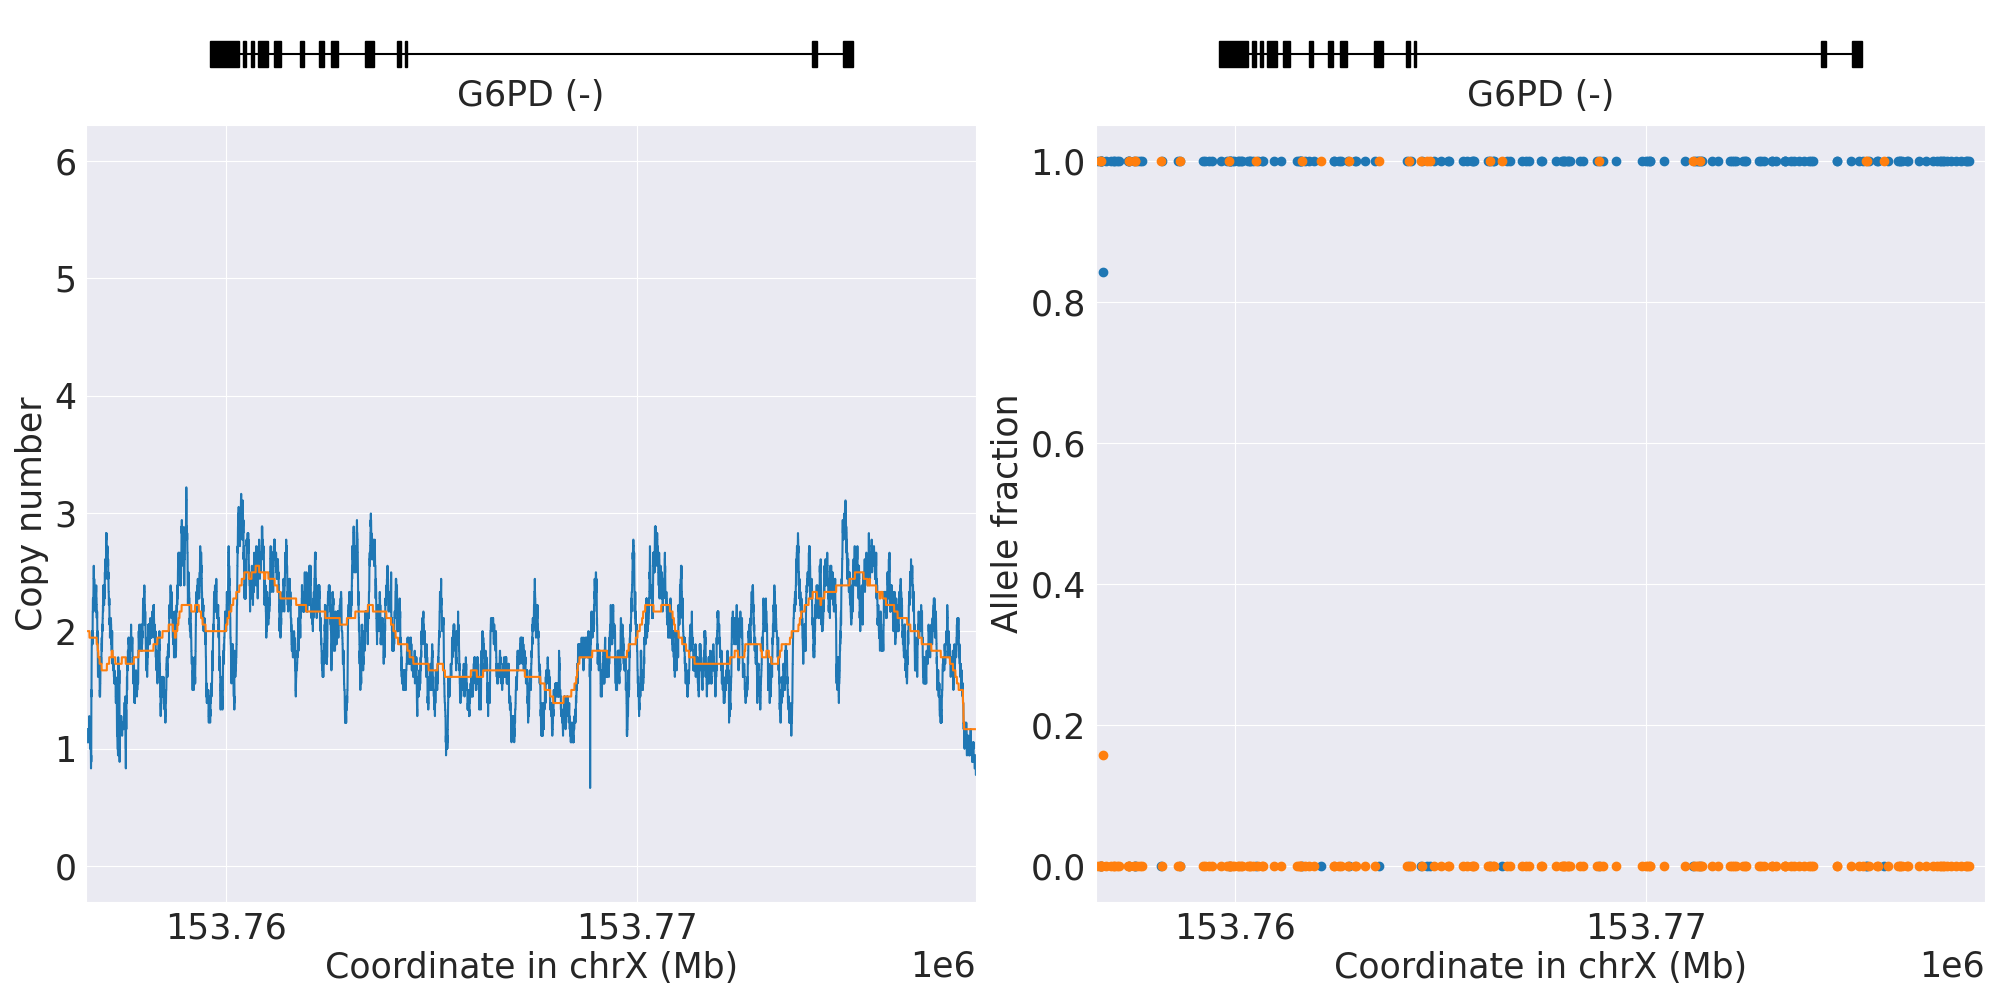 G6PD (-)
6
5
4
3
2
1
0
Copy number
153.76
153.77
Coordinate in chrX (Mb)
1e6
G6PD (-)
1.0
0.8
0.6
0.4
0.2
0.0
Allele fraction
153.76
153.77
Coordinate in chrX (Mb)
1e6